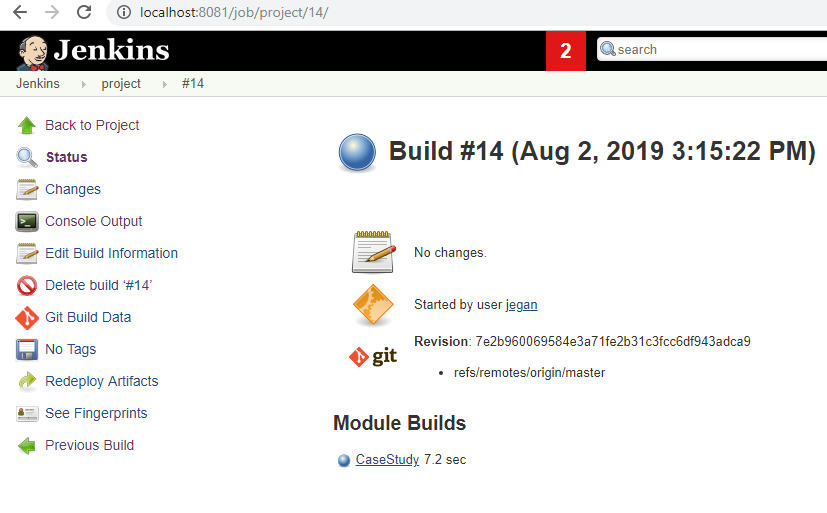 localhost:8081/job/project/14/
Jenkins
2
search
Jenkins project #14
Back to Project
Status
Changes
Console Output
Edit Build Information
Delete build ‘#14’
Git Build Data
No Tags
Redeploy Artifacts
See Fingerprints
Previous Build
Build #14 (Aug 2, 2019 3:15:22 PM)
No changes.
Started by user jegan
git
Revision: 7e2b960069584e3a71fe2b31c3fcc6df943adca9
• refs/remotes/origin/master
Module Builds
CaseStudy 7.2 sec